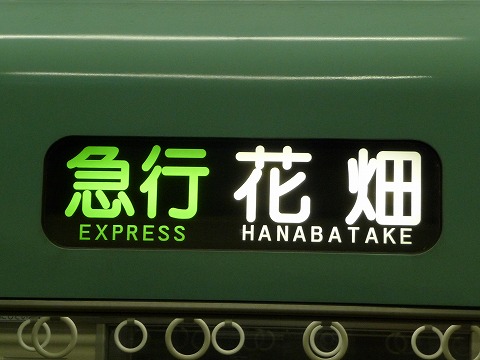 急行 花畑
EXPRESS HANABATAKE